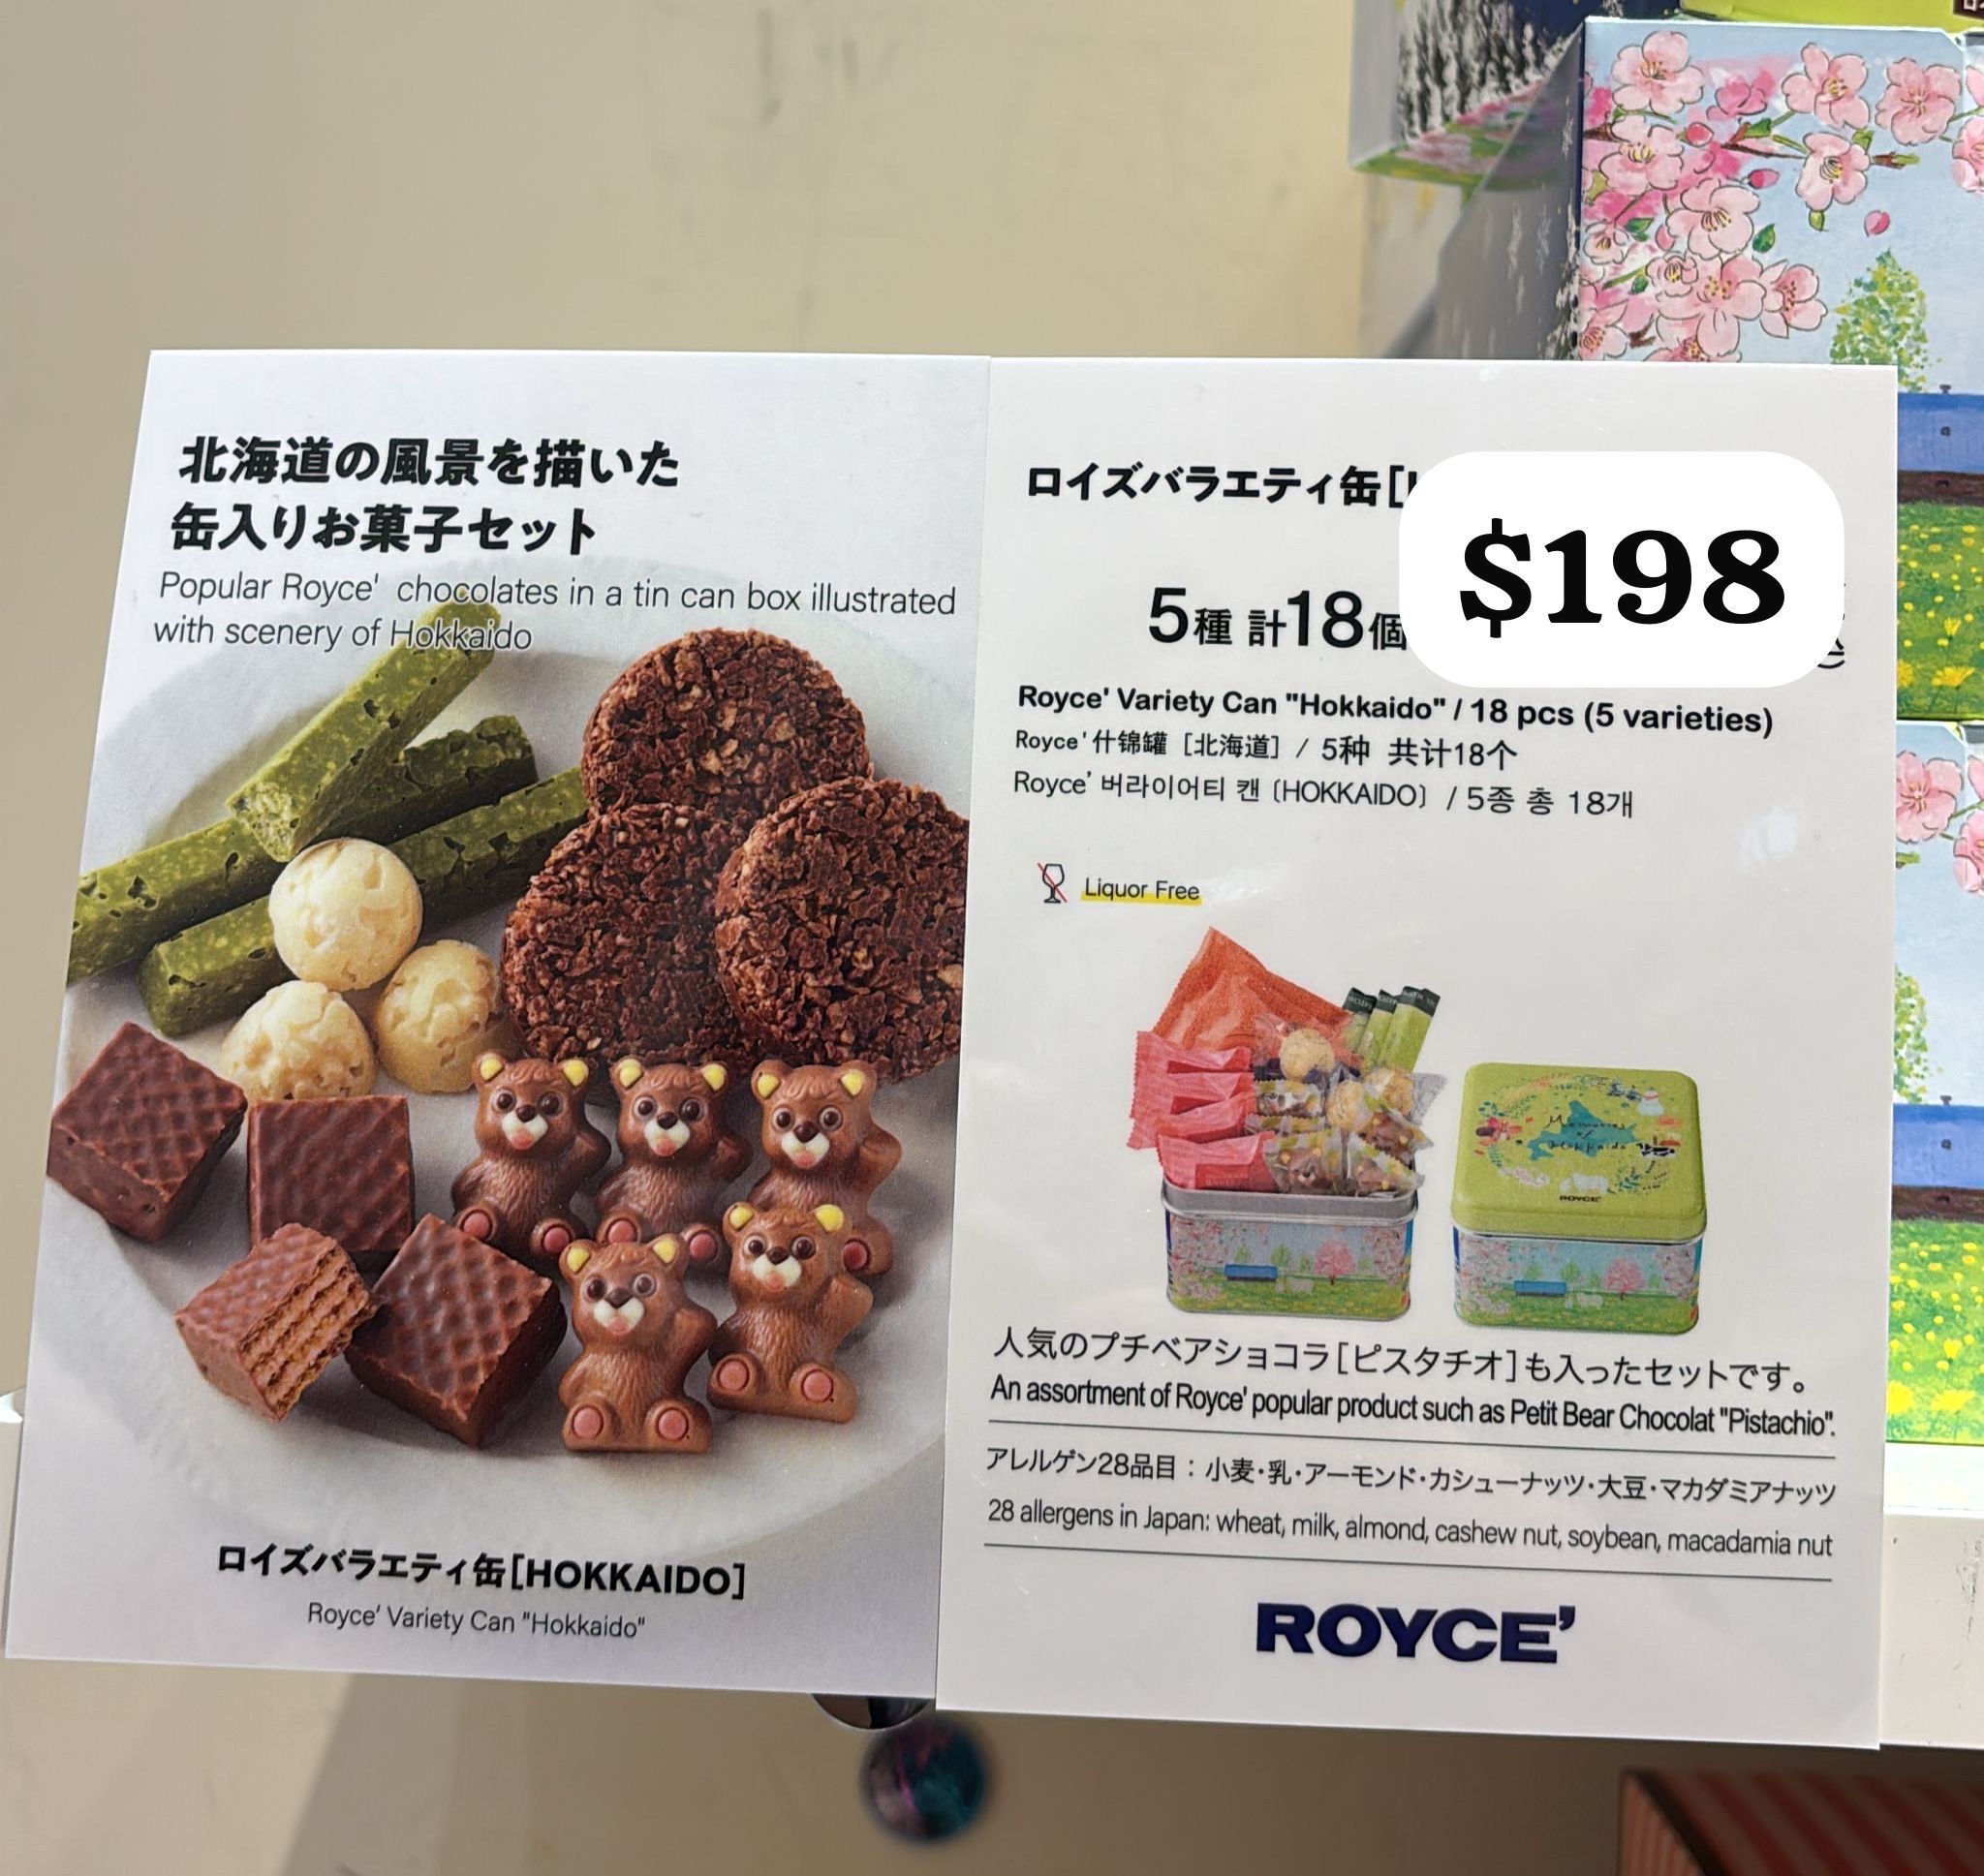 北海道の風景を描いた
缶入りお菓子セット
Popular Royce' chocolates in a tin can box illustrated
with scenery of Hokkaido
ロイズバラエティ缶[HOKKAIDO]
Royce' Variety Can "Hokkaido"
ロイズバラエティ缶[
$198
5種 計18個
Royce' Variety Can "Hokkaido" / 18 pcs (5 varieties)
Royce' 什锦罐 [北海道] / 5种 共计18个
Royce' 버라이어티 캔 [HOKKAIDO] / 5종 총 18개
Liquor Free
Memories
of
Hokkaido
ROYCE'
人気のプチベアショコラ[ピスタチオ]も入ったセットです。
An assortment of Royce' popular product such as Petit Bear Chocolat "Pistachio".
アレルゲン28品目：小麦・乳・アーモンド・カシューナッツ・大豆・マカダミアナッツ
28 allergens in Japan: wheat, milk, almond, cashew nut, soybean, macadamia nut
ROYCE'